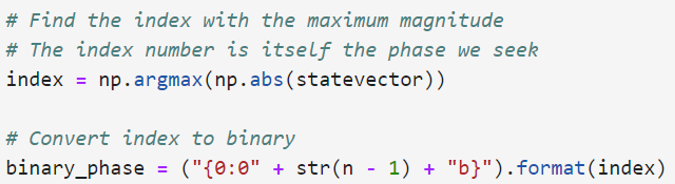 # Find the index with the maximum magnitude
# The index number is itself the phase we seek
index = np.argmax(np.abs(statevector))
# Convert index to binary
binary_phase = ("{0:0" + str(n - 1) + "b}").format(index)